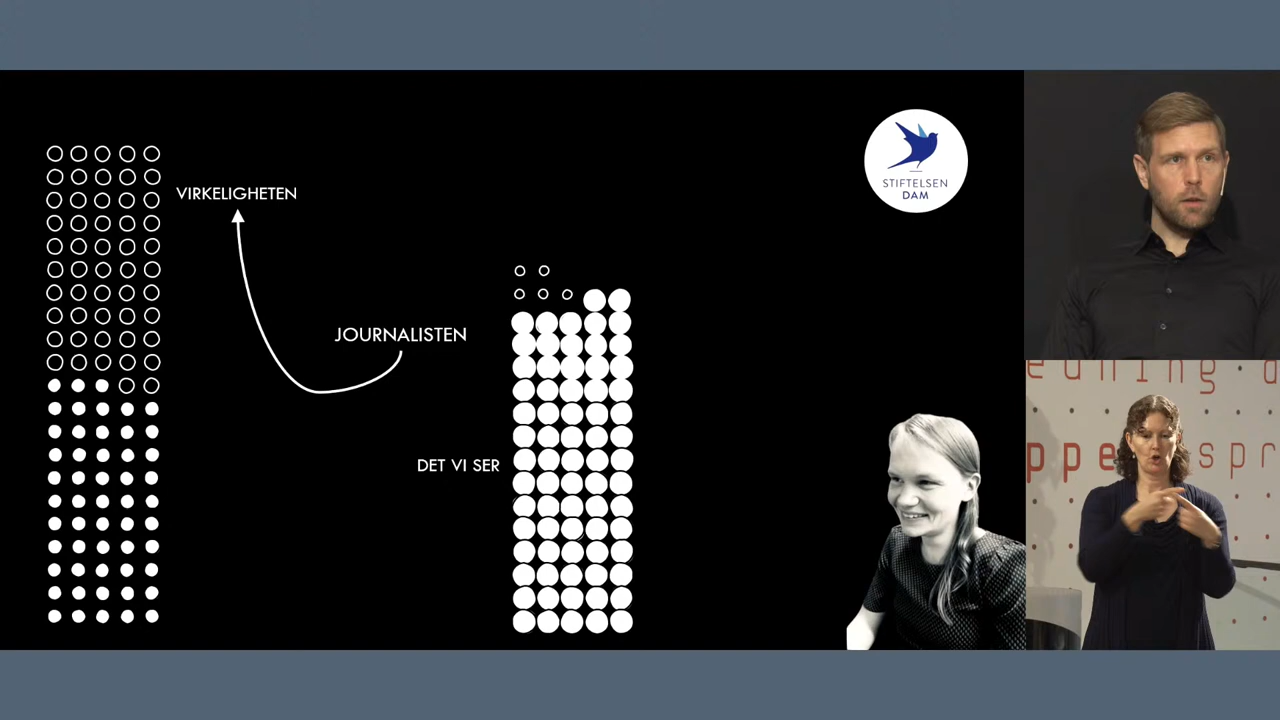 VIRKELIGHETEN
JOURNALISTEN
DET VI SER
STIFTELSEN
DAM